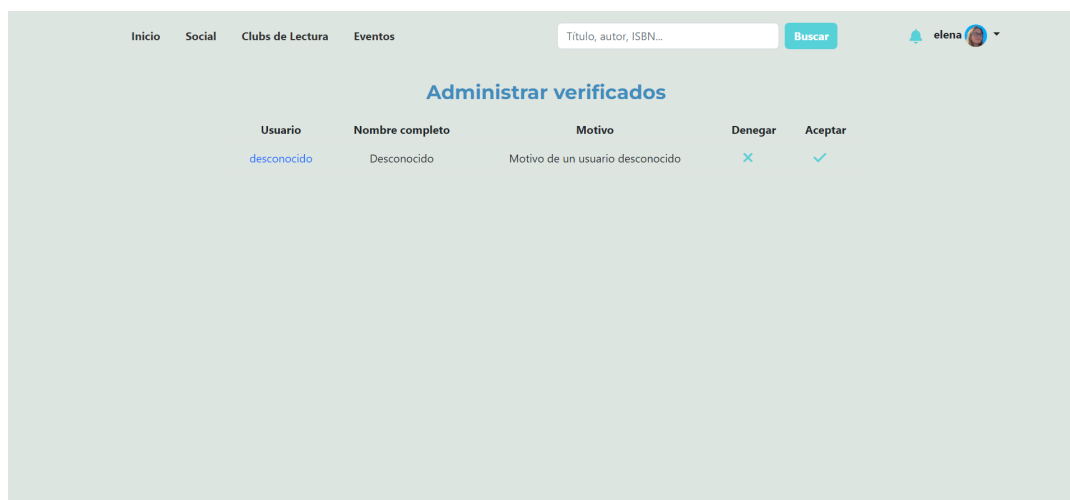 Inicio Social Clubs de Lectura Eventos Título, autor, ISBN... Buscar elena
Administrar verificados
Usuario Nombre completo Motivo Denegar Aceptar
desconocido Desconocido Motivo de un usuario desconocido